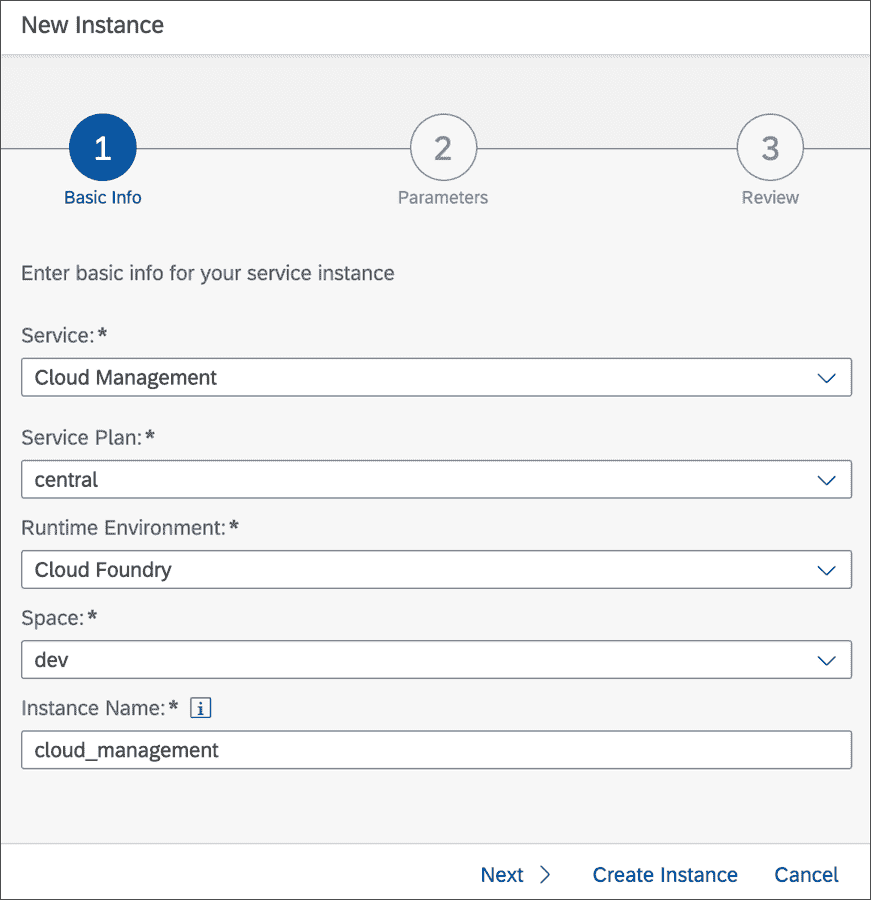 New Instance
1
2
3
Basic Info
Parameters
Review
Enter basic info for your service instance
Service:*
Cloud Management
Service Plan:*
central
Runtime Environment:*
Cloud Foundry
Space:*
dev
Instance Name:* i
cloud_management
Next Create Instance Cancel